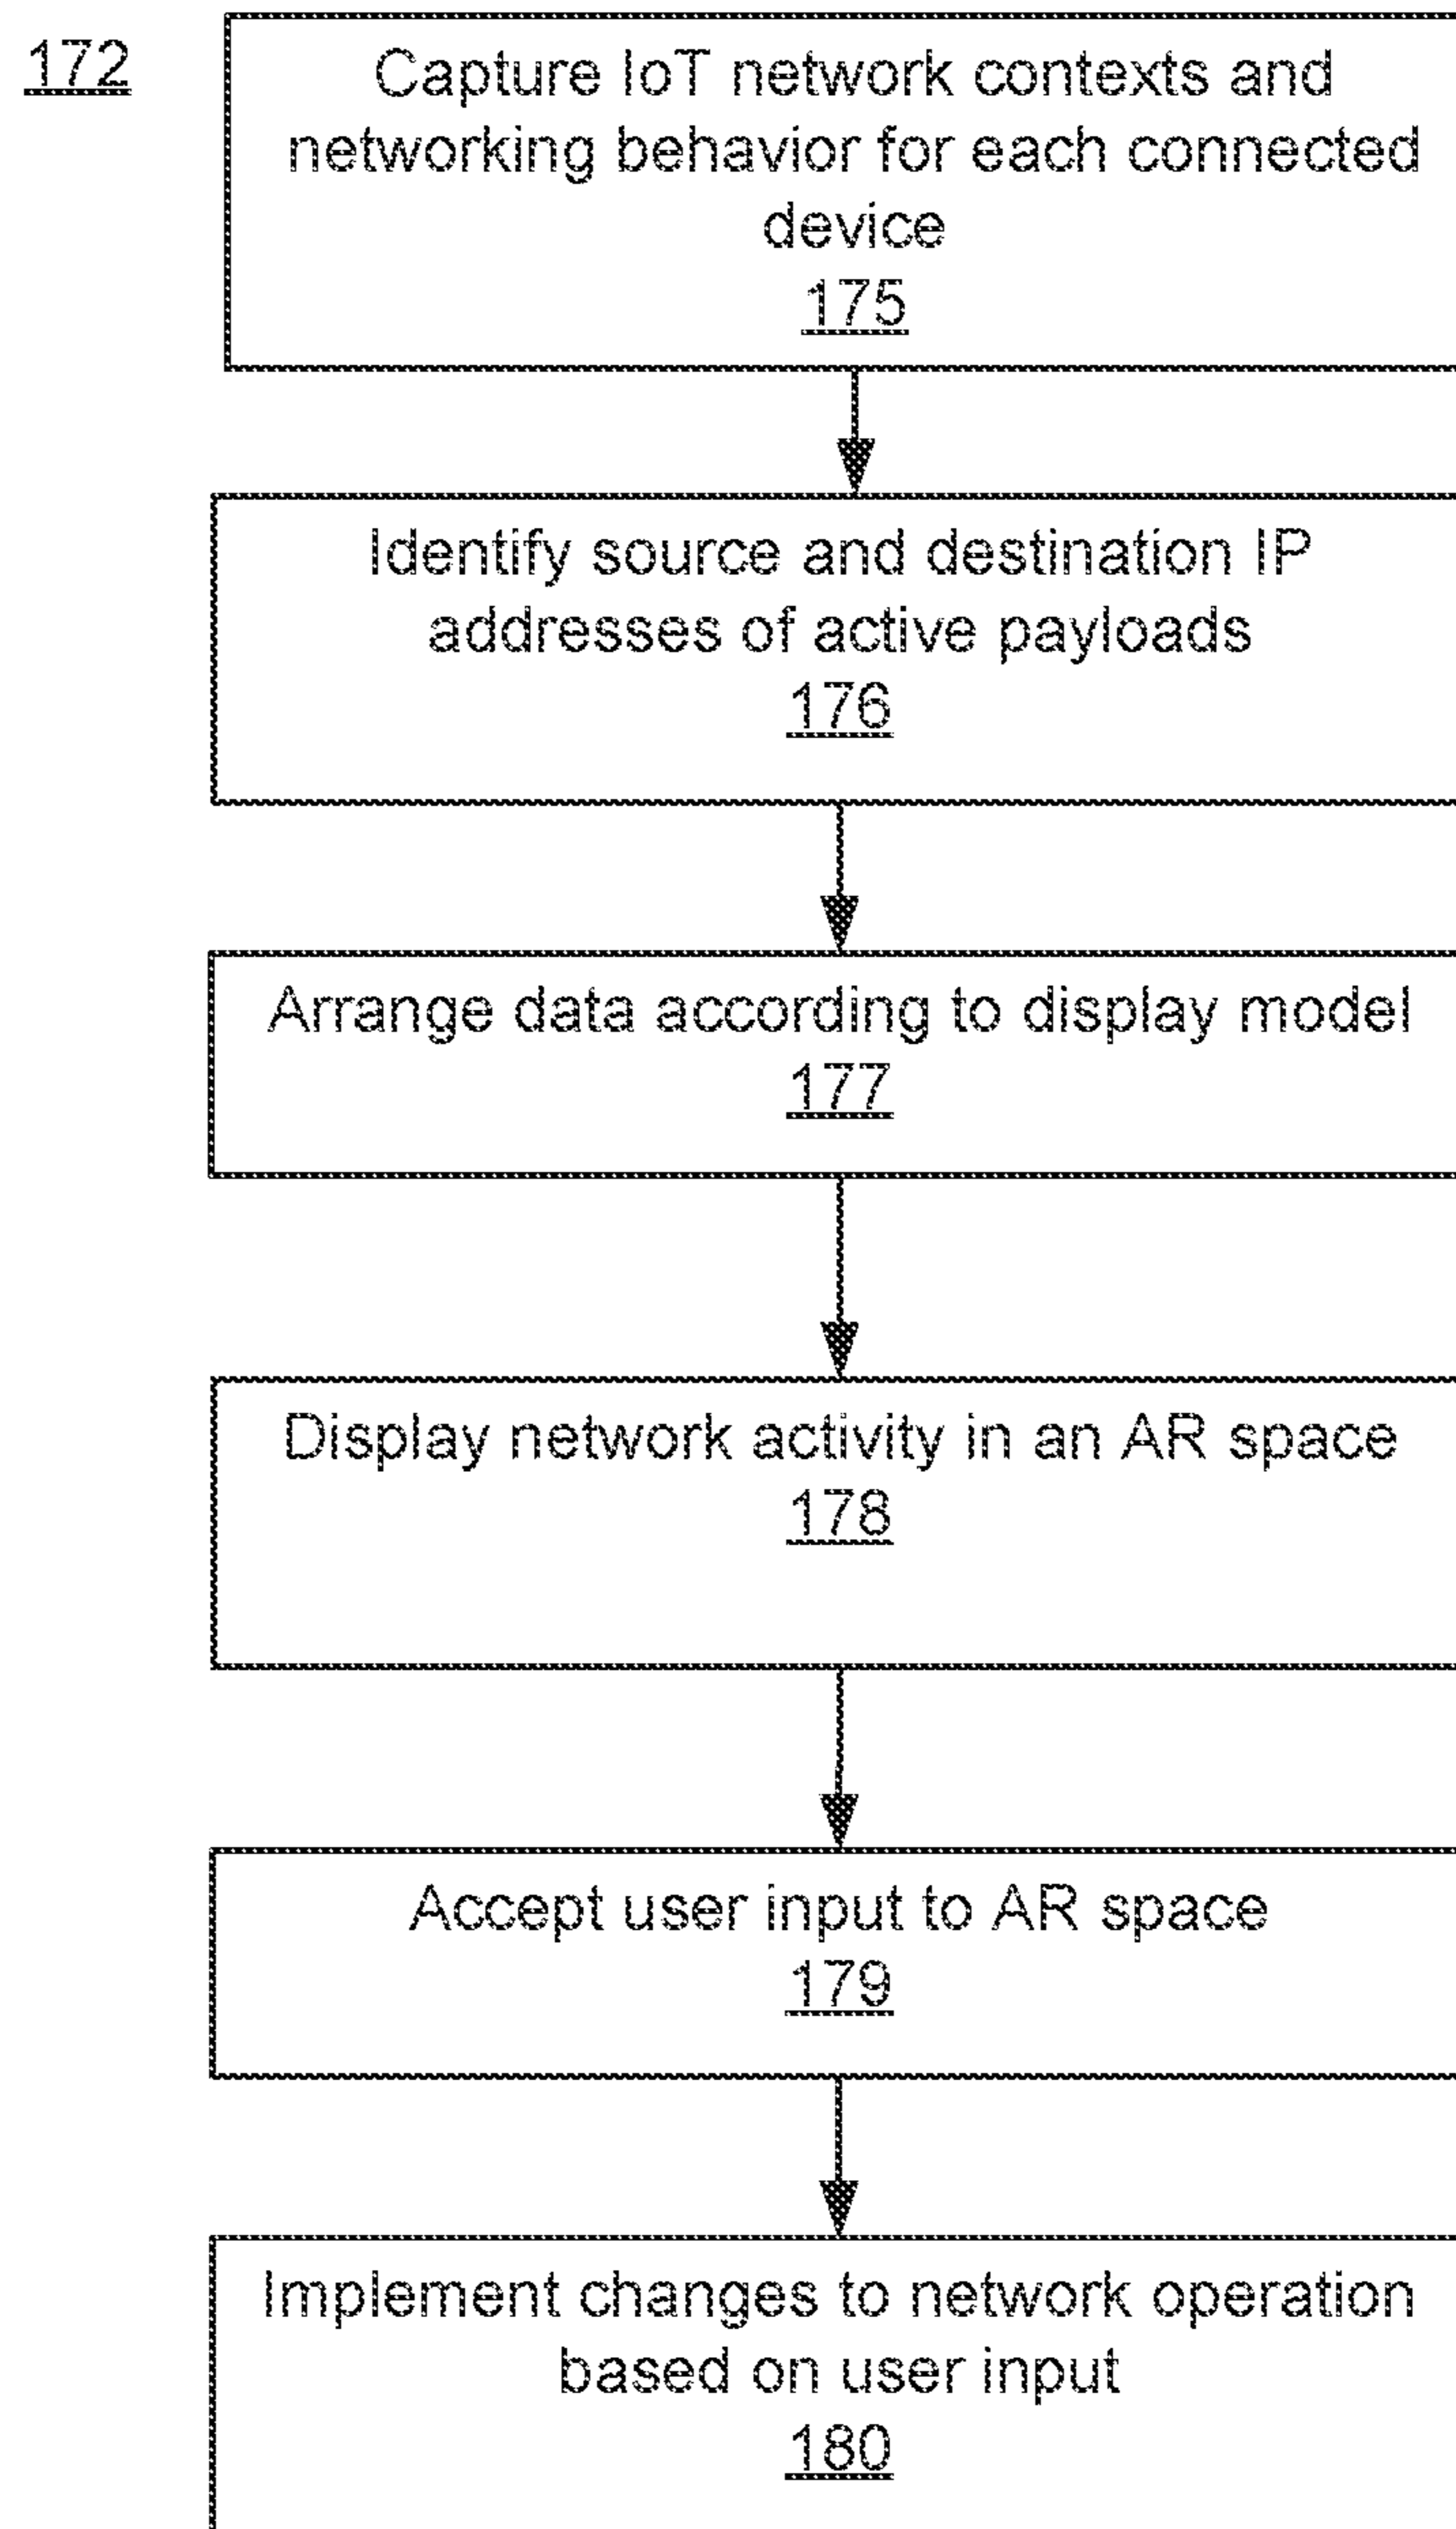 172
Capture IoT network contexts and
networking behavior for each connected
device
175
Identify source and destination IP
addresses of active payloads
176
Arrange data according to display model
177
Display network activity in an AR space
178
Accept user input to AR space
179
Implement changes to network operation
based on user input
180